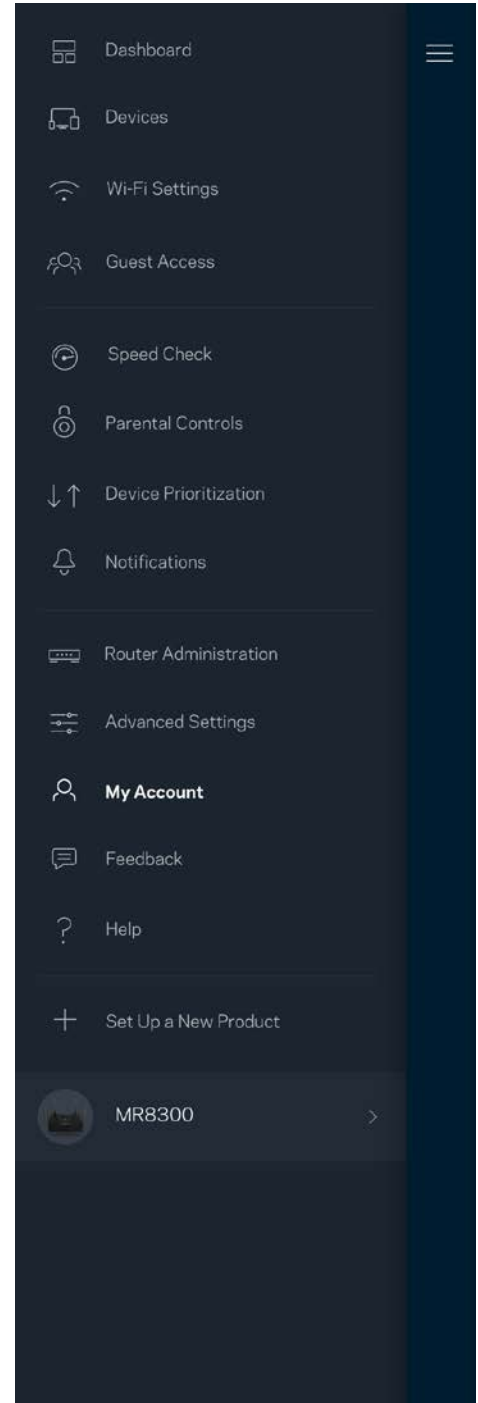 Dashboard
Devices
Wi-Fi Settings
Guest Access
Speed Check
Parental Controls
Device Prioritization
Notifications
Router Administration
Advanced Settings
My Account
Feedback
Help
Set Up a New Product
MR8300